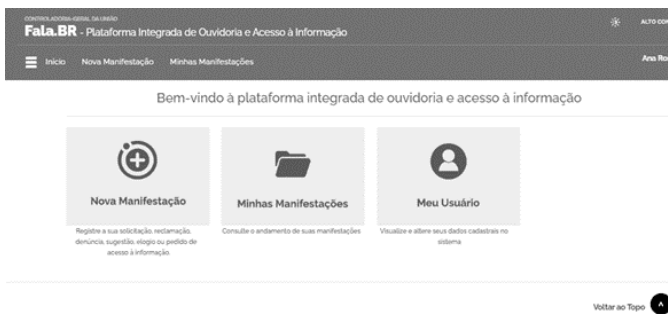 CONTROLADORIA-GERAL DA UNIÃO
Fala.BR - Plataforma Integrada de Ouvidoria e Acesso à Informação
ALTO CON
Início Nova Manifestação Minhas Manifestações
Ana Ro
Bem-vindo à plataforma integrada de ouvidoria e acesso à informação
Nova Manifestação
Registre a sua solicitação, reclamação,
denúncia, sugestão, elogio ou pedido de
acesso à informação.
Minhas Manifestações
Consulte o andamento de suas manifestações
Meu Usuário
Visualize e altere seus dados cadastrais no
sistema
Voltar ao Topo